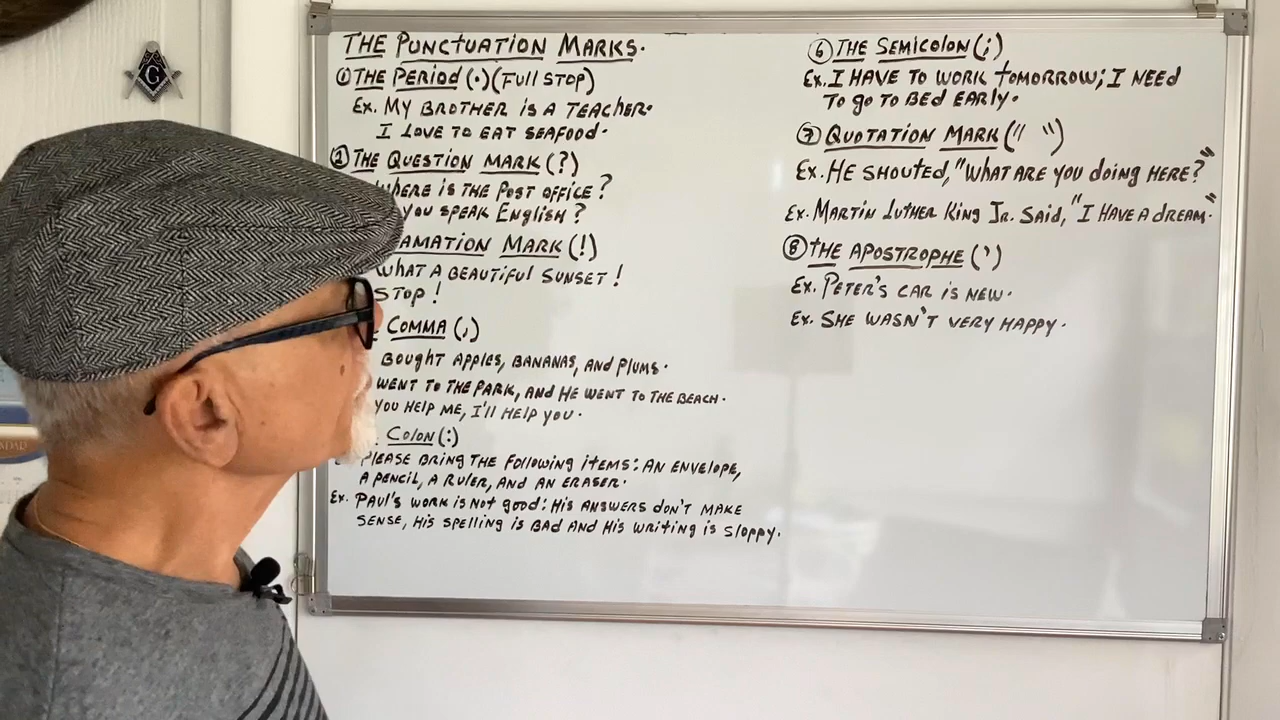 THE PUNCTUATION MARKS.
① THE PERIOD (.) (FULL STOP)
EX. MY BROTHER IS A TEACHER.
I LOVE TO EAT SEAFOOD.
② THE QUESTION MARK (?)
WHERE IS THE POST OFFICE?
YOU SPEAK ENGLISH?
AMATION MARK (!)
WHAT A BEAUTIFUL SUNSET!
STOP!
COMMA (,)
BOUGHT APPLES, BANANAS, AND PLUMS.
WENT TO THE PARK, AND HE WENT TO THE BEACH.
YOU HELP ME, I'LL HELP YOU.
COLON (:)
PLEASE BRING THE FOLLOWING ITEMS: AN ENVELOPE,
A PENCIL, A RULER, AND AN ERASER.
EX. PAUL'S WORK IS NOT GOOD: HIS ANSWERS DON'T MAKE
SENSE, HIS SPELLING IS BAD AND HIS WRITING IS SLOPPY.
⑥ THE SEMICOLON (;)
EX. I HAVE TO WORK TOMORROW; I NEED
TO GO TO BED EARLY.
⑦ QUOTATION MARK (" ")
EX. HE SHOUTED, "WHAT ARE YOU DOING HERE?"
EX. MARTIN LUTHER KING JR. SAID, "I HAVE A DREAM."
⑧ THE APOSTROPHE (')
EX. PETER'S CAR IS NEW.
EX. SHE WASN'T VERY HAPPY.
G